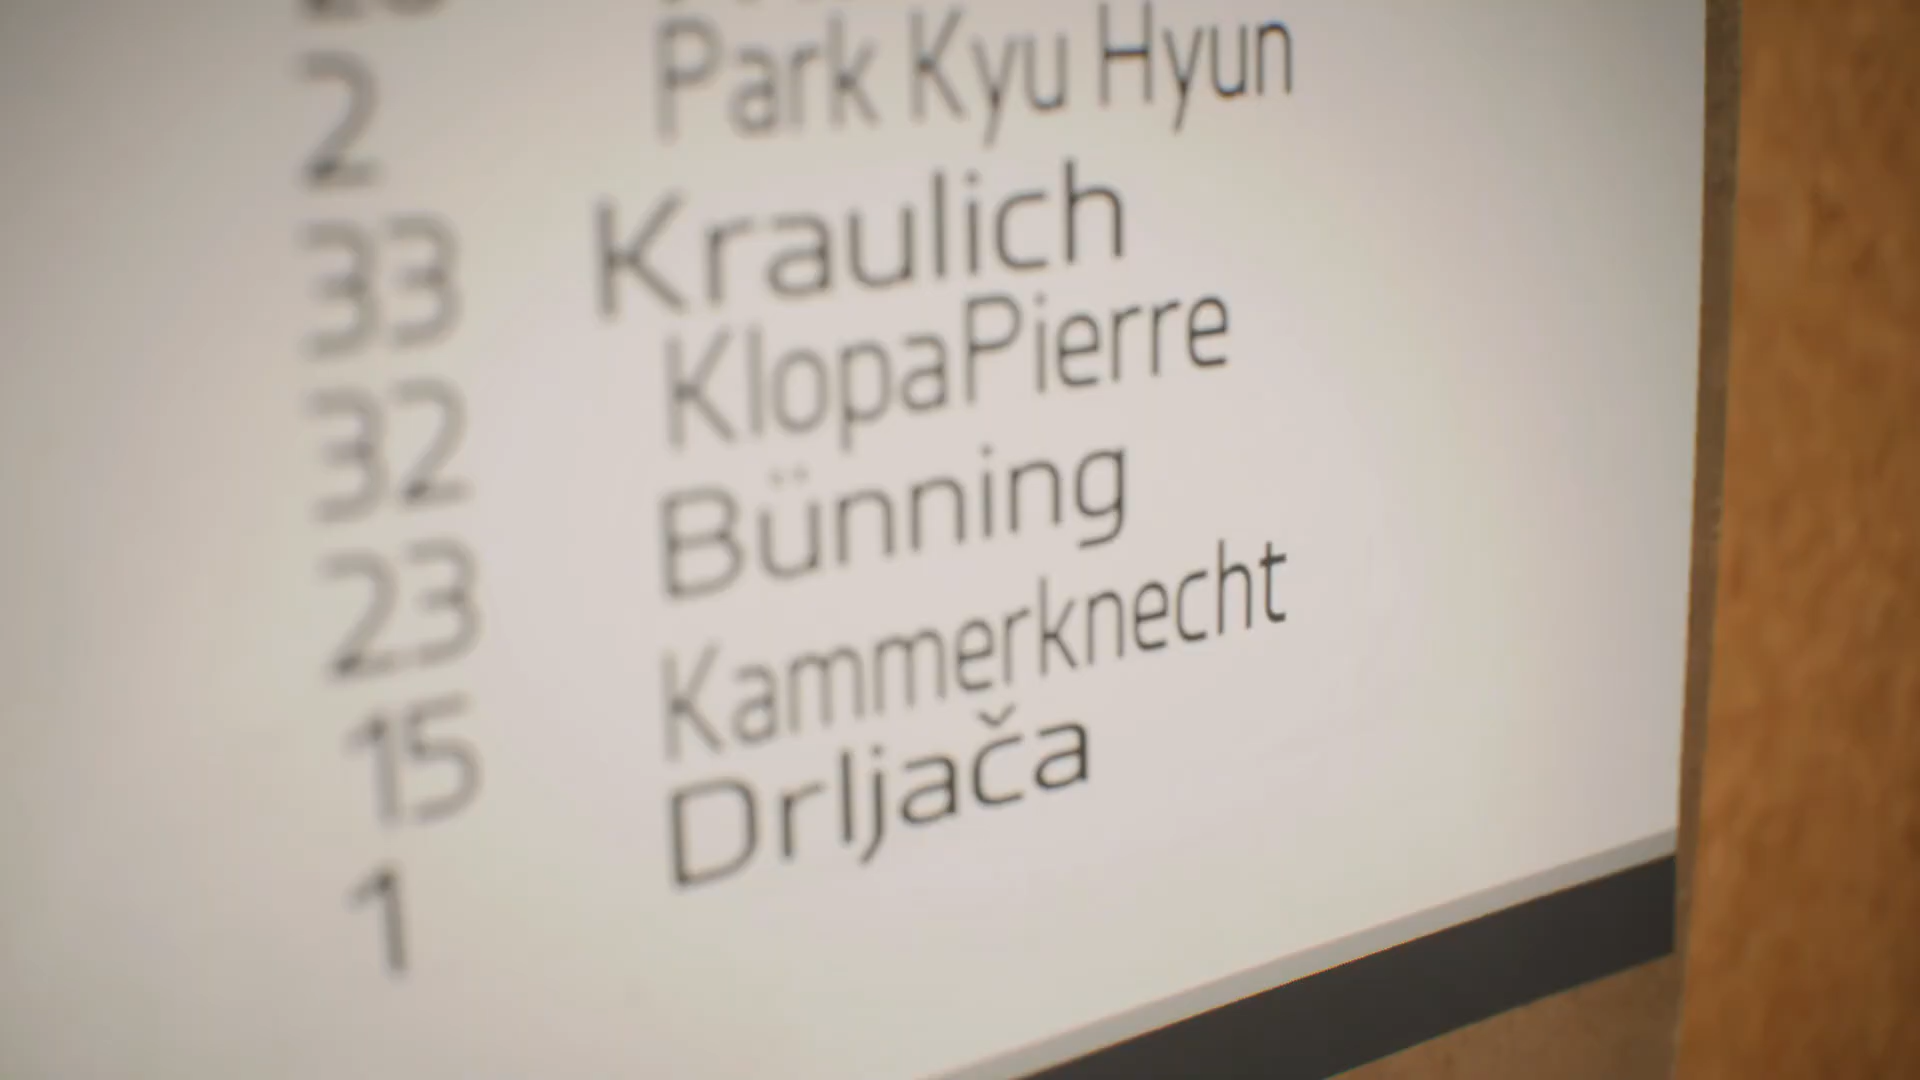 2 Park Kyu Hyun
33 Kraulich
32 KlopaPierre
23 Bünning
15 Kammerknecht
1 Drljača